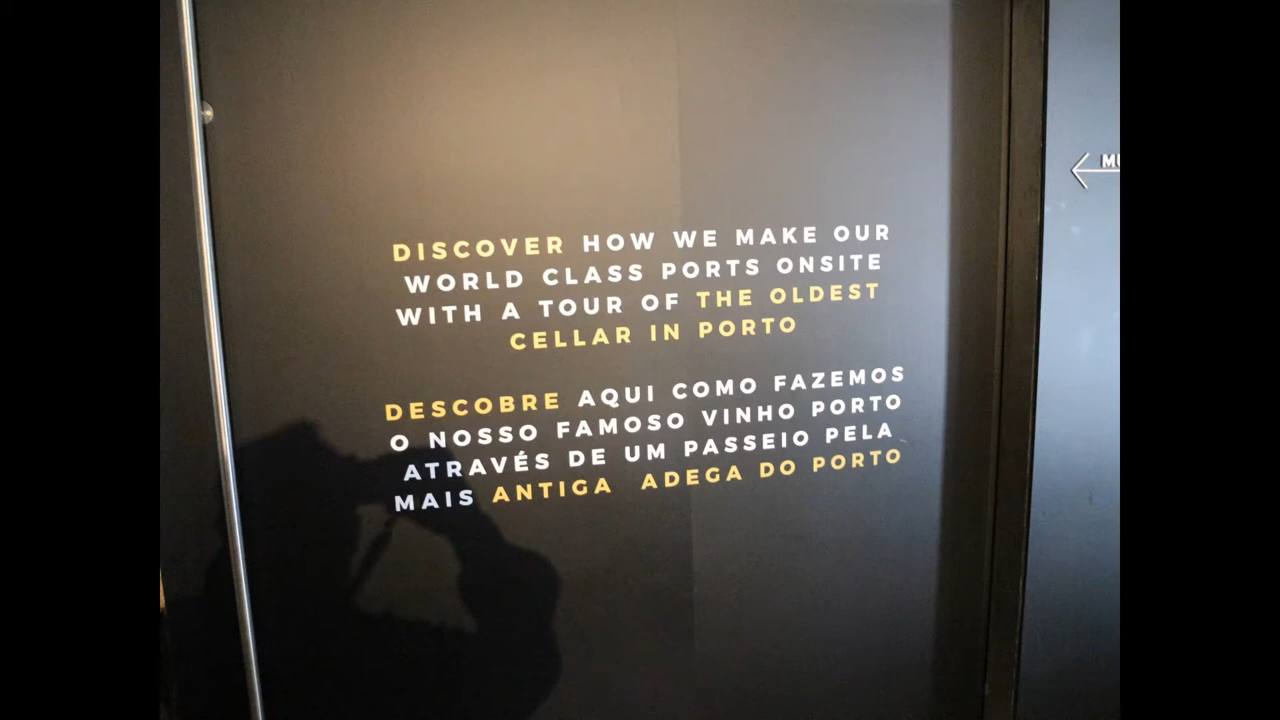 DISCOVER HOW WE MAKE OUR
WORLD CLASS PORTS ONSITE
WITH A TOUR OF THE OLDEST
CELLAR IN PORTO
DESCOBRE AQUI COMO FAZEMOS
O NOSSO FAMOSO VINHO PORTO
ATRAVÉS DE UM PASSEIO PELA
MAIS ANTIGA ADEGA DO PORTO